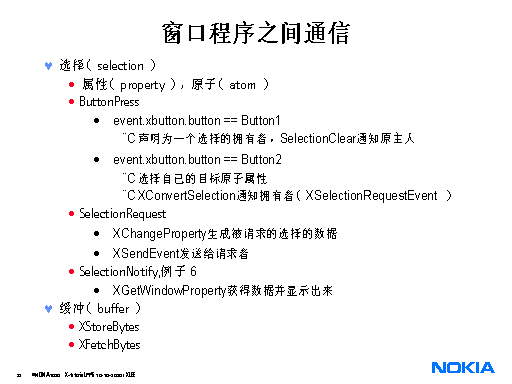 窗口程序之间通信
选择( selection )
属性( property ），原子( atom )
ButtonPress
event.xbutton.button == Button1
¨C 声明为一个选择的拥有者，SelectionClear通知原主人
event.xbutton.button == Button2
¨C 选择自已的目标原子属性
¨C XConvertSelection通知拥有者( XSelectionRequestEvent )
SelectionRequest
XChangeProperty生成被请求的选择的数据
XSendEvent发送给请求者
SelectionNotify,例子 6
XGetWindowProperty获得数据并显示出来
缓冲( buffer )
XStoreBytes
XFetchBytes
NOKIA